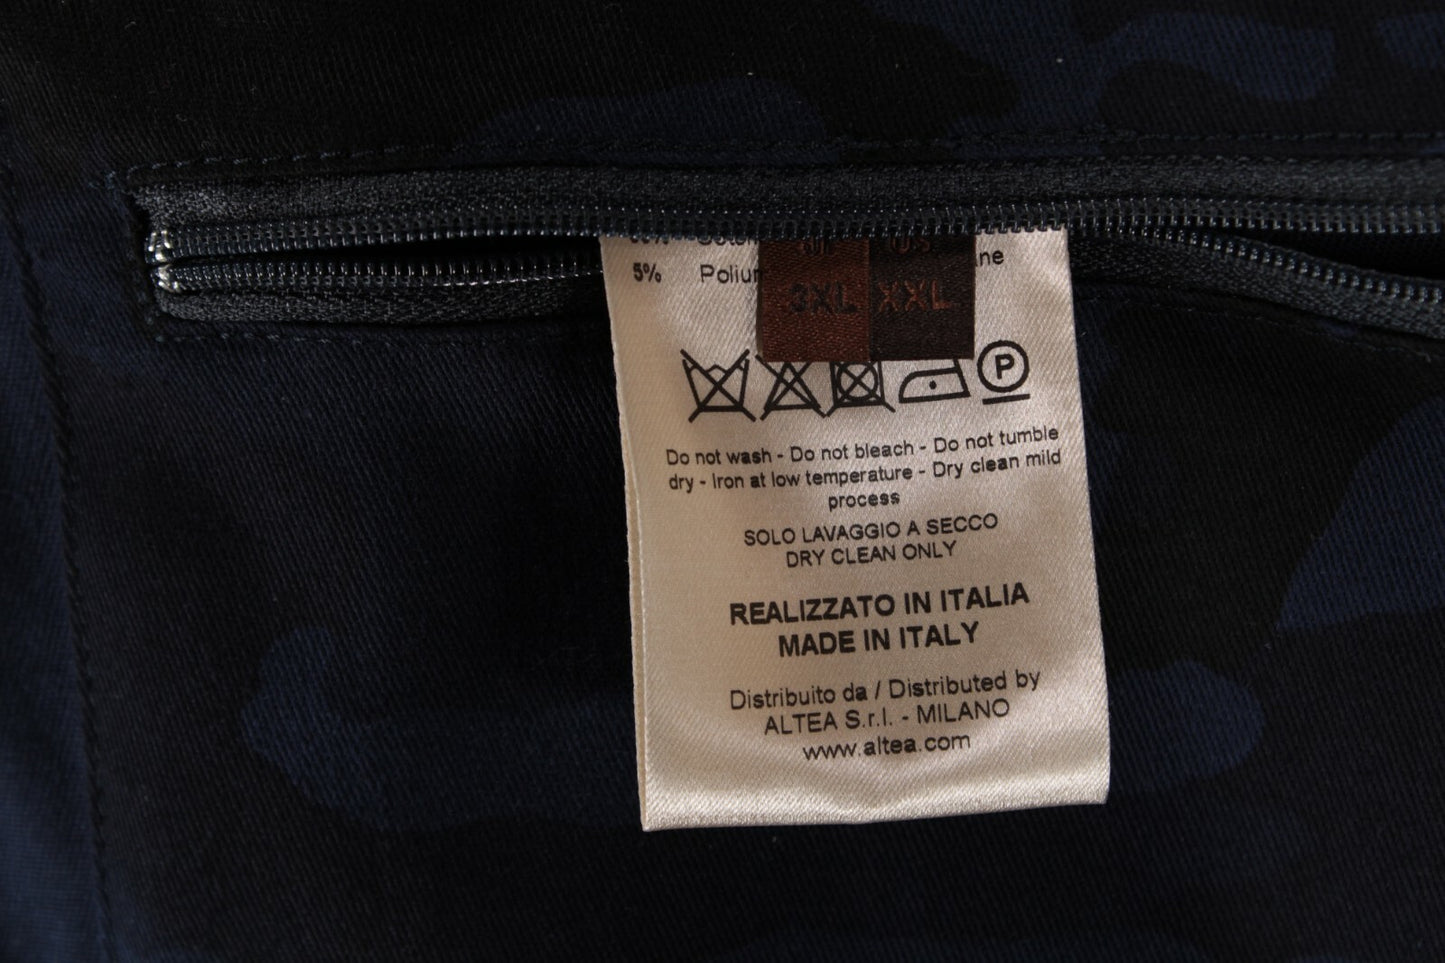 5% Poliur
3XL XXL
P
Do not wash - Do not bleach - Do not tumble
dry - Iron at low temperature - Dry clean mild
process
SOLO LAVAGGIO A SECCO
DRY CLEAN ONLY
REALIZZATO IN ITALIA
MADE IN ITALY
Distribuito da / Distributed by
ALTEA S.r.l. - MILANO
www.altea.com